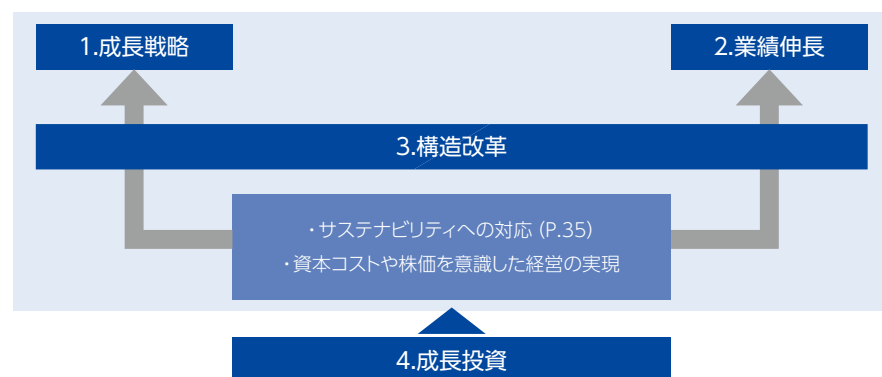 1.成長戦略
2.業績伸長
3.構造改革
・サステナビリティへの対応 (P.35)
・資本コストや株価を意識した経営の実現
4.成長投資